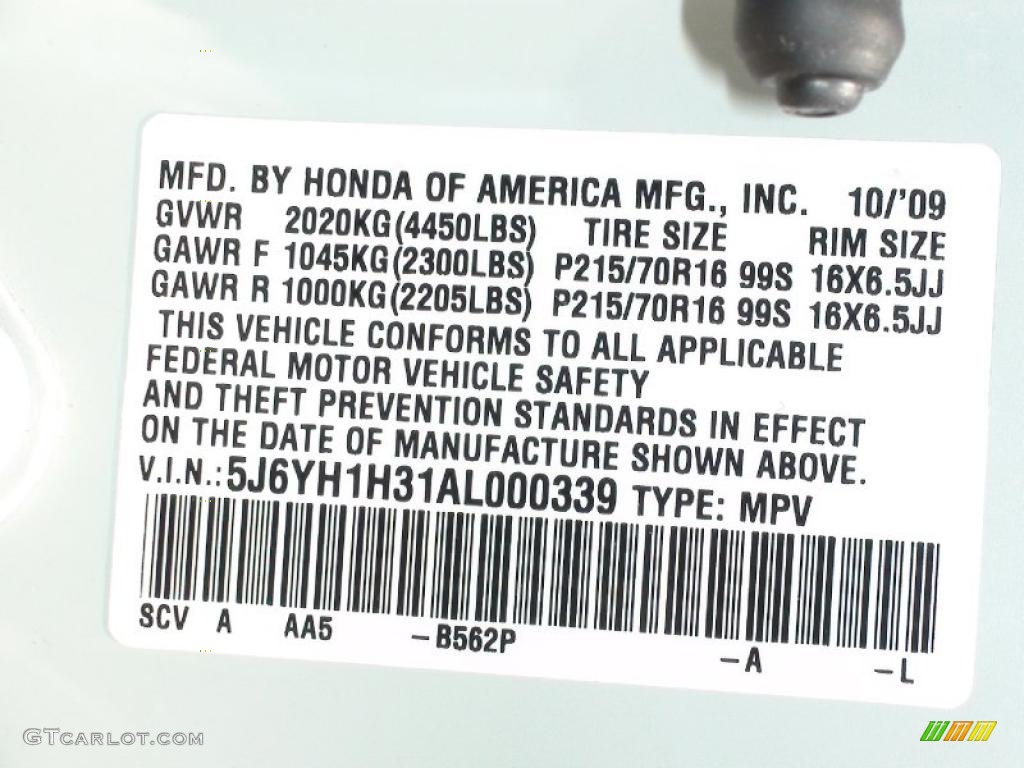 MFD. BY HONDA OF AMERICA MFG., INC. 10/'09
GVWR 2020KG(4450LBS) TIRE SIZE RIM SIZE
GAWR F 1045KG(2300LBS) P215/70R16 99S 16X6.5JJ
GAWR R 1000KG(2205LBS) P215/70R16 99S 16X6.5JJ
THIS VEHICLE CONFORMS TO ALL APPLICABLE
FEDERAL MOTOR VEHICLE SAFETY
AND THEFT PREVENTION STANDARDS IN EFFECT
ON THE DATE OF MANUFACTURE SHOWN ABOVE.
V.I.N.:5J6YH1H31AL000339 TYPE: MPV
SCV A AA5 -B562P -A -L
GTCARLOT.COM